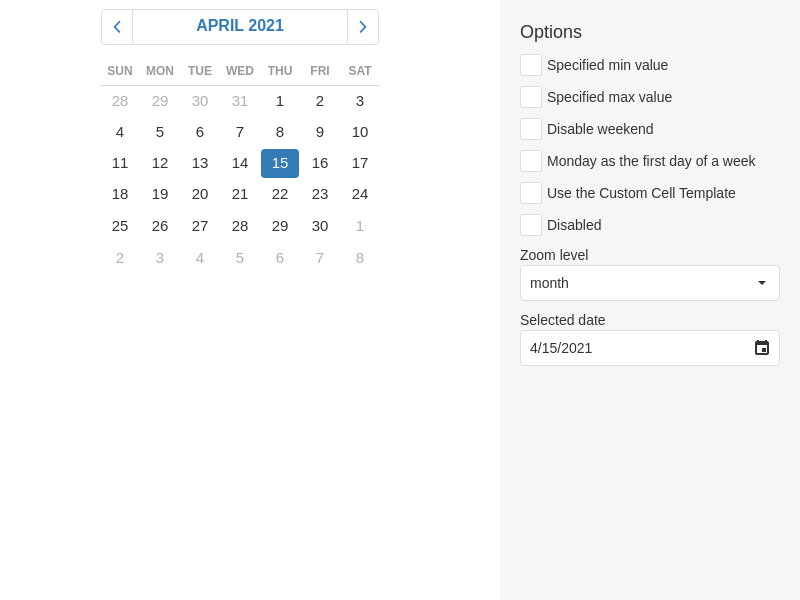 APRIL 2021
SUN MON TUE WED THU FRI SAT
28 29 30 31 1 2 3
4 5 6 7 8 9 10
11 12 13 14 15 16 17
18 19 20 21 22 23 24
25 26 27 28 29 30 1
2 3 4 5 6 7 8
Options
Specified min value
Specified max value
Disable weekend
Monday as the first day of a week
Use the Custom Cell Template
Disabled
Zoom level
month
Selected date
4/15/2021